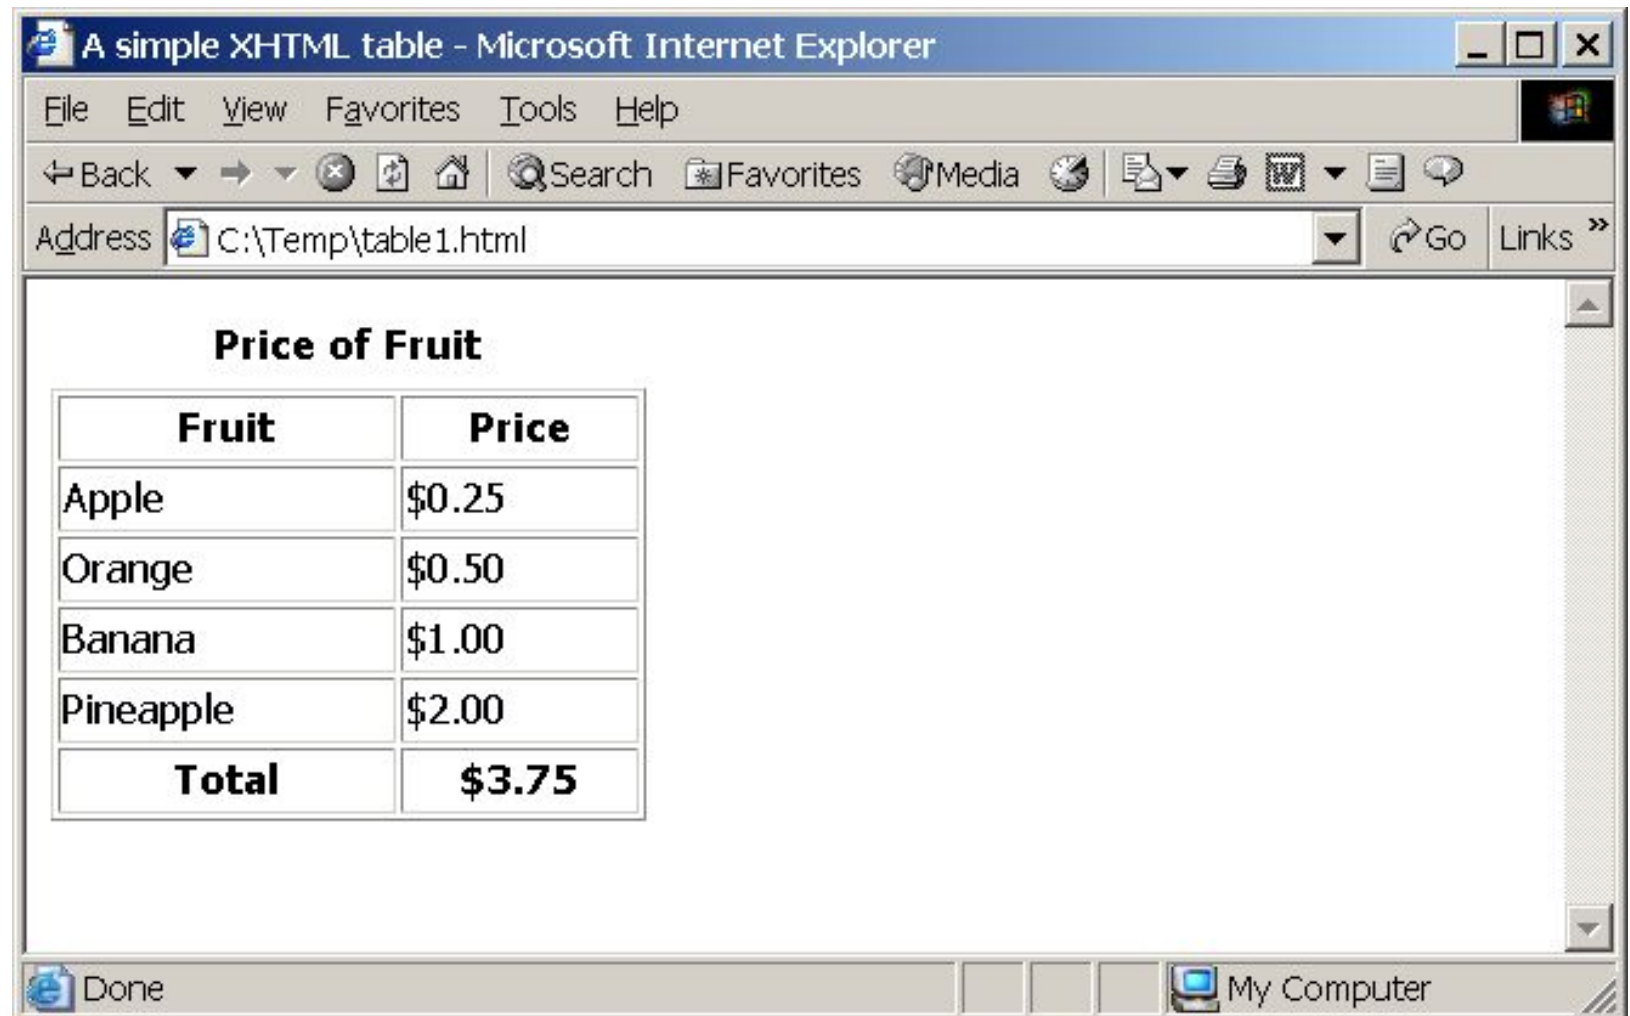 A simple XHTML table - Microsoft Internet Explorer
File Edit View Favorites Tools Help
Back Search Favorites Media W
Address C:\Temp\table1.html Go Links »
Price of Fruit
Fruit Price
Apple $0.25
Orange $0.50
Banana $1.00
Pineapple $2.00
Total $3.75
Done My Computer